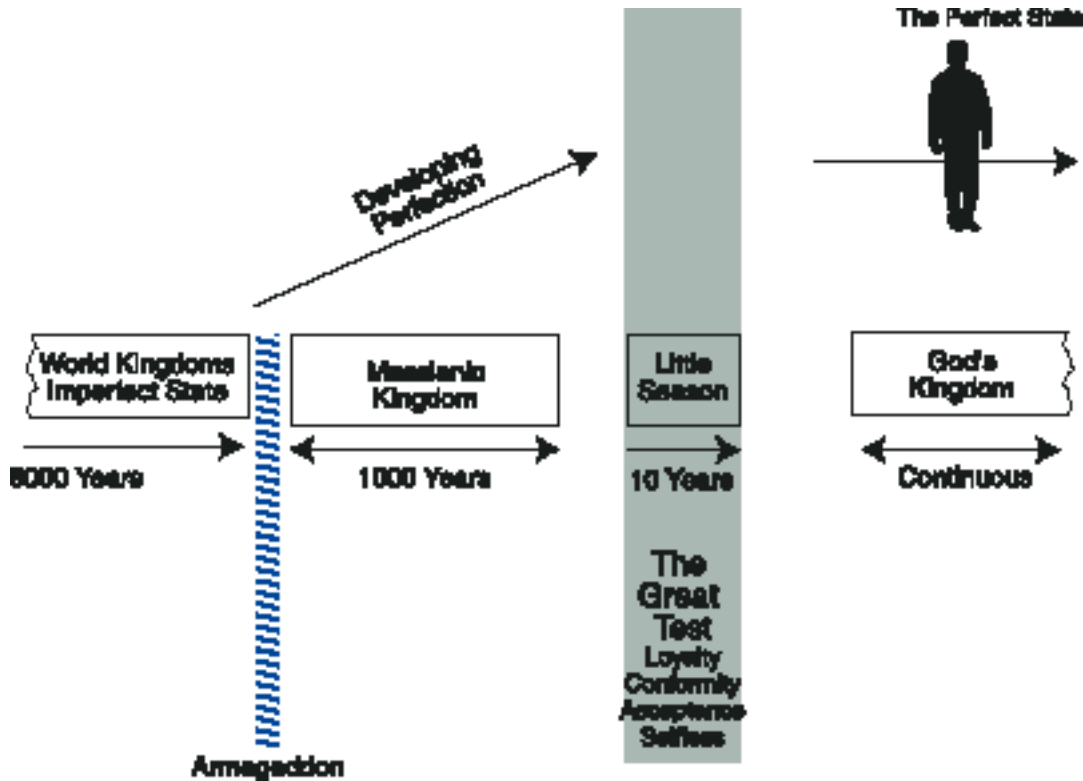 The Perfect State
Developing
Perfection
World Kingdoms
Imperfect State
Messianic
Kingdom
Little
Season
God's
Kingdom
6000 Years
1000 Years
10 Years
Continuous
The
Great
Test
Loyalty
Conformity
Acceptance
Selfless
Armageddon